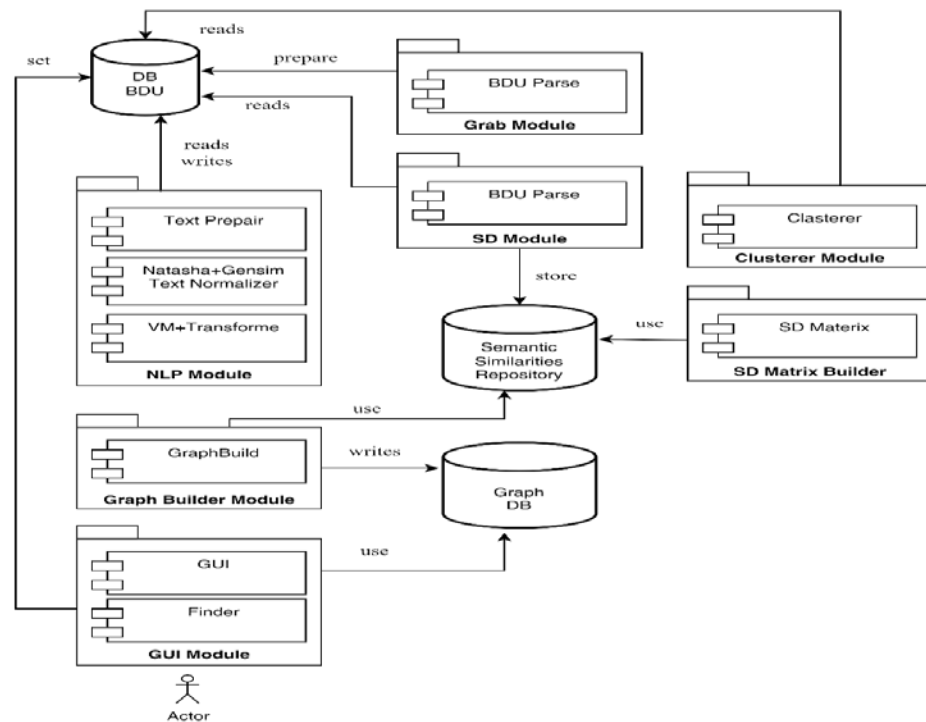 reads
set
prepare
DB
BDU
BDU Parse
Grab Module
reads
reads
writes
BDU Parse
SD Module
Text Prepair
Natasha+Gensim
Text Normalizer
VM+Transforme
NLP Module
Clasterer
Clusterer Module
store
use
SD Materix
SD Matrix Builder
Semantic
Similarities
Repository
use
GraphBuild
Graph Builder Module
writes
Graph
DB
use
GUI
Finder
GUI Module
Actor